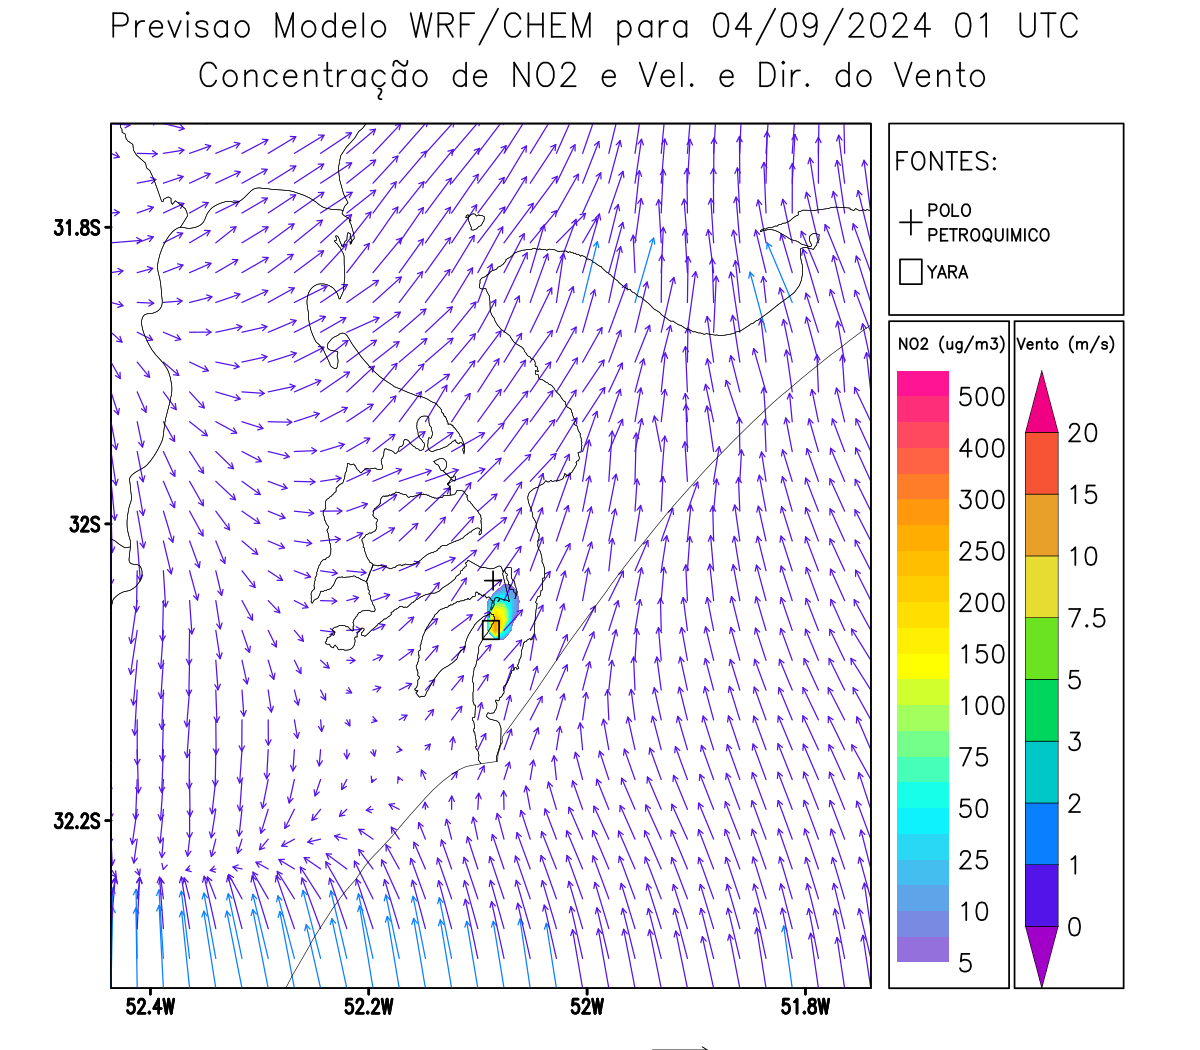 Previsao Modelo WRF/CHEM para 04/09/2024 01 UTC
Concentração de NO2 e Vel. e Dir. do Vento
FONTES:
POLO
PETROQUIMICO
YARA
31.8S
32S
32.2S
52.4W
52.2W
52W
51.8W
NO2 (ug/m3)
500
400
300
250
200
150
100
75
50
25
10
5
Vento (m/s)
20
15
10
7.5
5
3
2
1
0